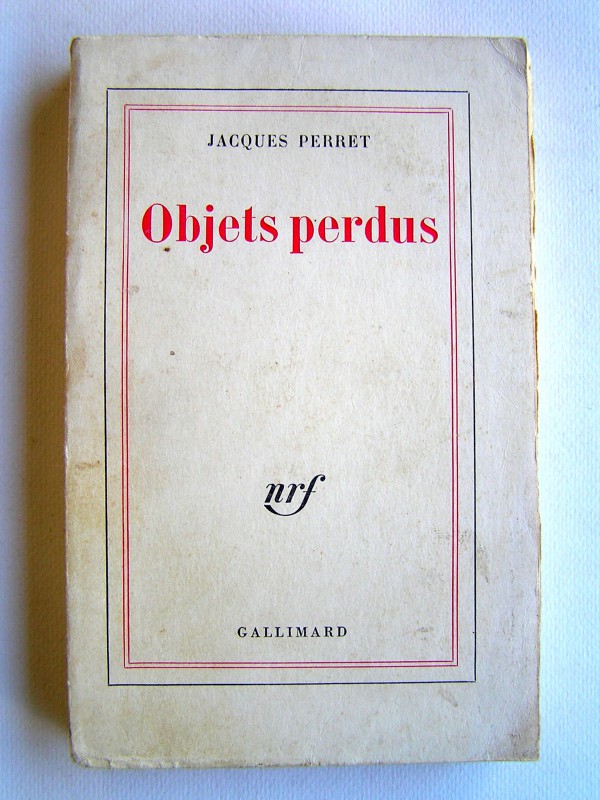 JACQUES PERRET
Objets perdus
nrf
GALLIMARD